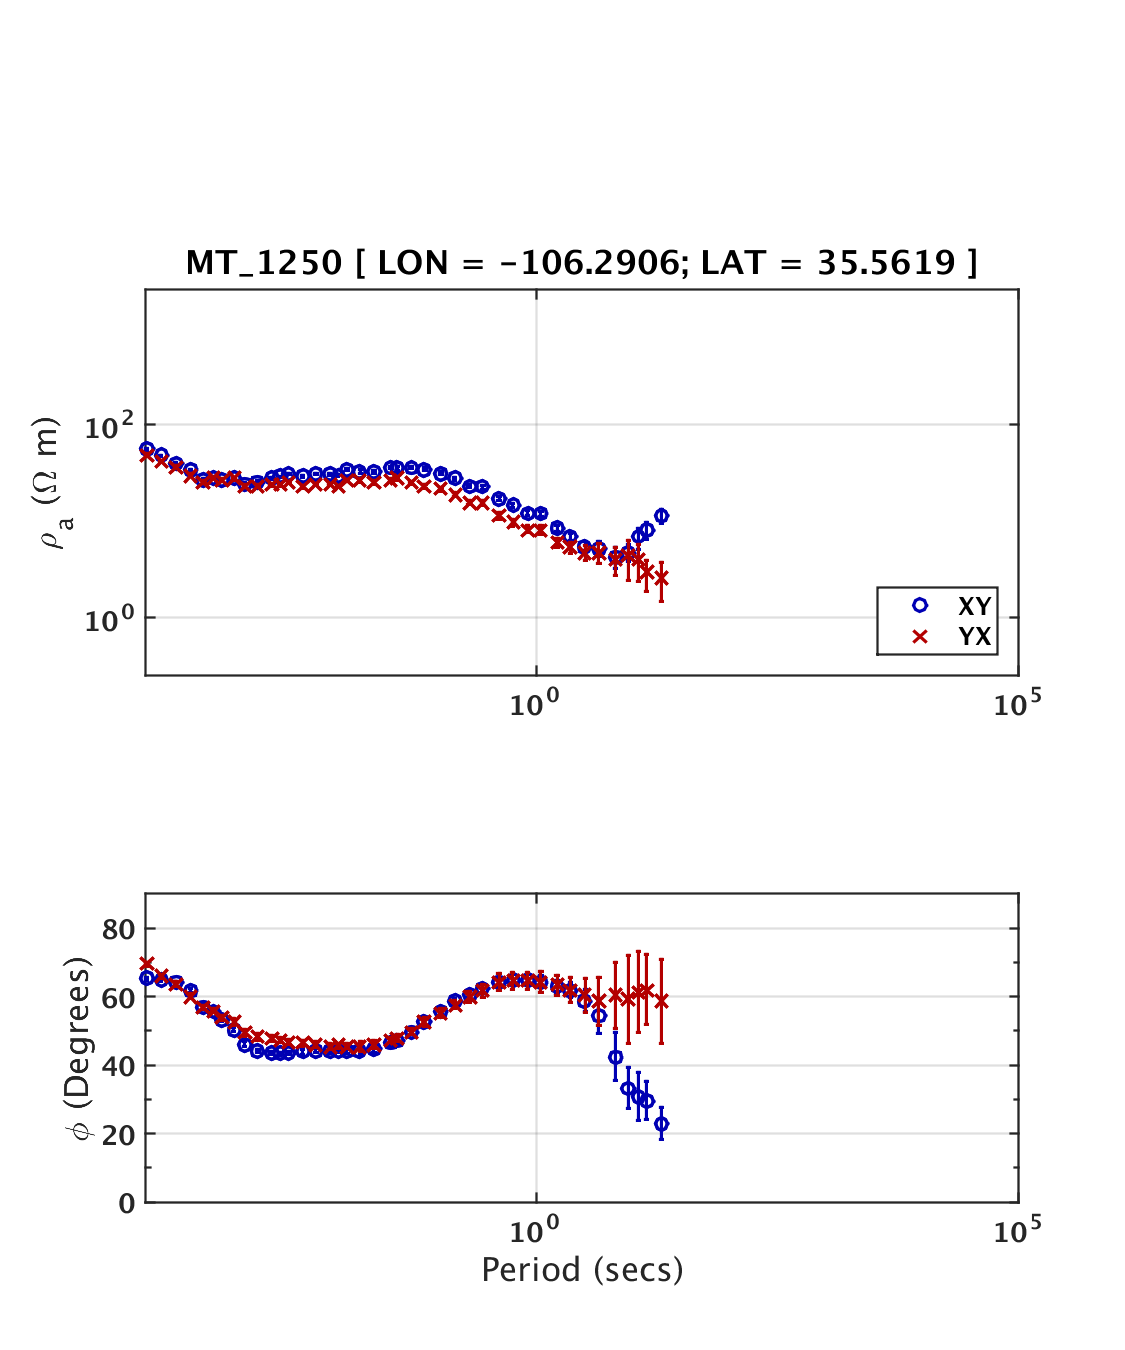 MT_1250 [ LON = -106.2906; LAT = 35.5619 ]
ρa (Ω m)
10^2
10^0
XY
YX
10^0 10^5
φ (Degrees)
80
60
40
20
0
10^0 10^5
Period (secs)